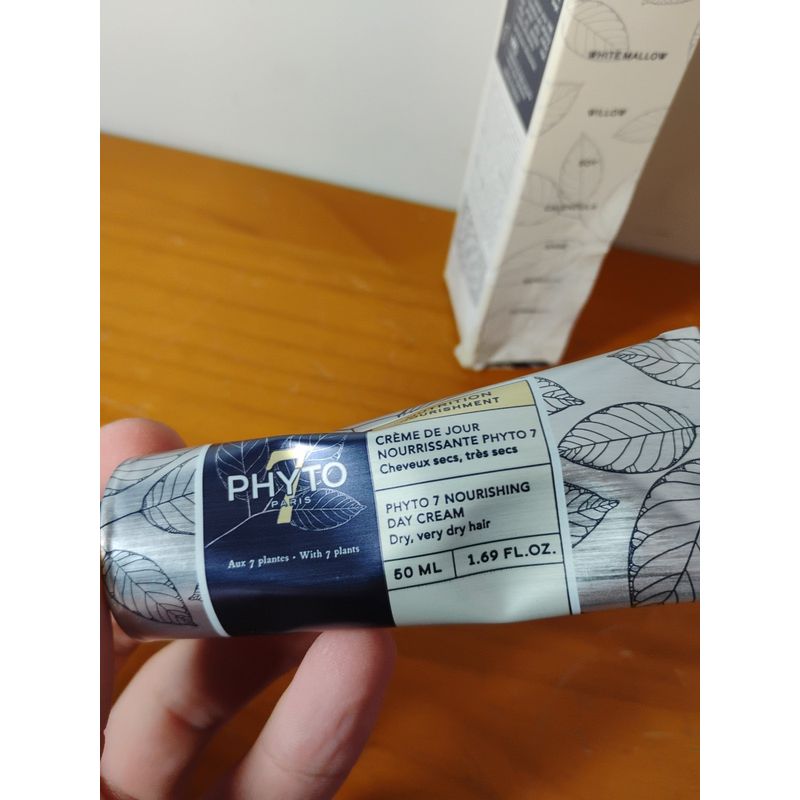 WHITE MALLOW
WILLOW
SOY
CALENDULA
NUTRITION
NOURISHMENT
7
PHYTO
PARIS
Aux 7 plantes • With 7 plants
CRÈME DE JOUR
NOURRISSANTE PHYTO 7
Cheveux secs, très secs
PHYTO 7 NOURISHING
DAY CREAM
Dry, very dry hair
50 ML
1.69 FL.OZ.